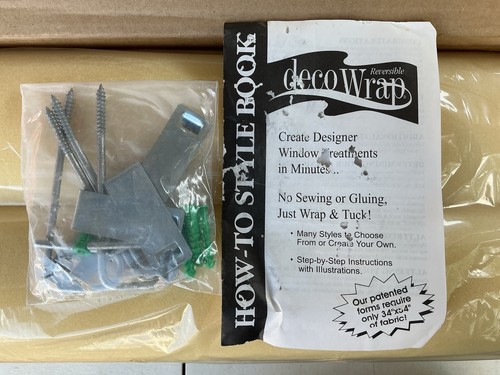 HOW-TO STYLE BOOK
Reversible
decoWrap
Create Designer
Window Treatments
in Minutes...
No Sewing or Gluing,
Just Wrap & Tuck!
• Many Styles to Choose
From or Create Your Own.
• Step-by-Step Instructions
with Illustrations.
Our patented
forms require
only 34"x54"
of fabric!